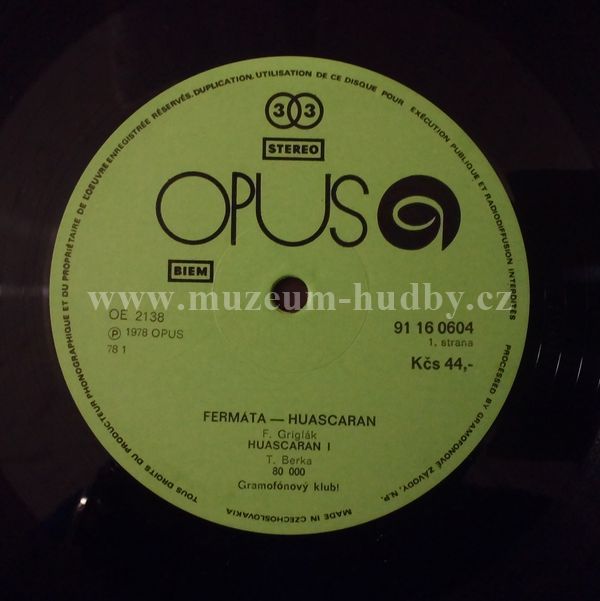 TOUS DROITS DU PRODUCTEUR PHONOGRAPHIQUE ET DU PROPRIÉTAIRE DE L'OEUVRE ENREGISTRÉE RÉSERVÉS. DUPLICATION, UTILISATION DE CE DISQUE POUR EXÉCUTION PUBLIQUE ET RADIODIFFUSION INTERDITES
33
STEREO
OPUS
BIEM
www.muzeum-hudby.cz
OE 2138
℗ 1978 OPUS
78 1
91 16 0604
1. strana
Kčs 44,-
FERMÁTA — HUASCARAN
F. Griglák
HUASCARAN I
T. Berka
80 000
Gramofónový klub!
PROCESSED BY GRAMOFONOVÉ ZÁVODY, N.P.
MADE IN CZECHOSLOVAKIA